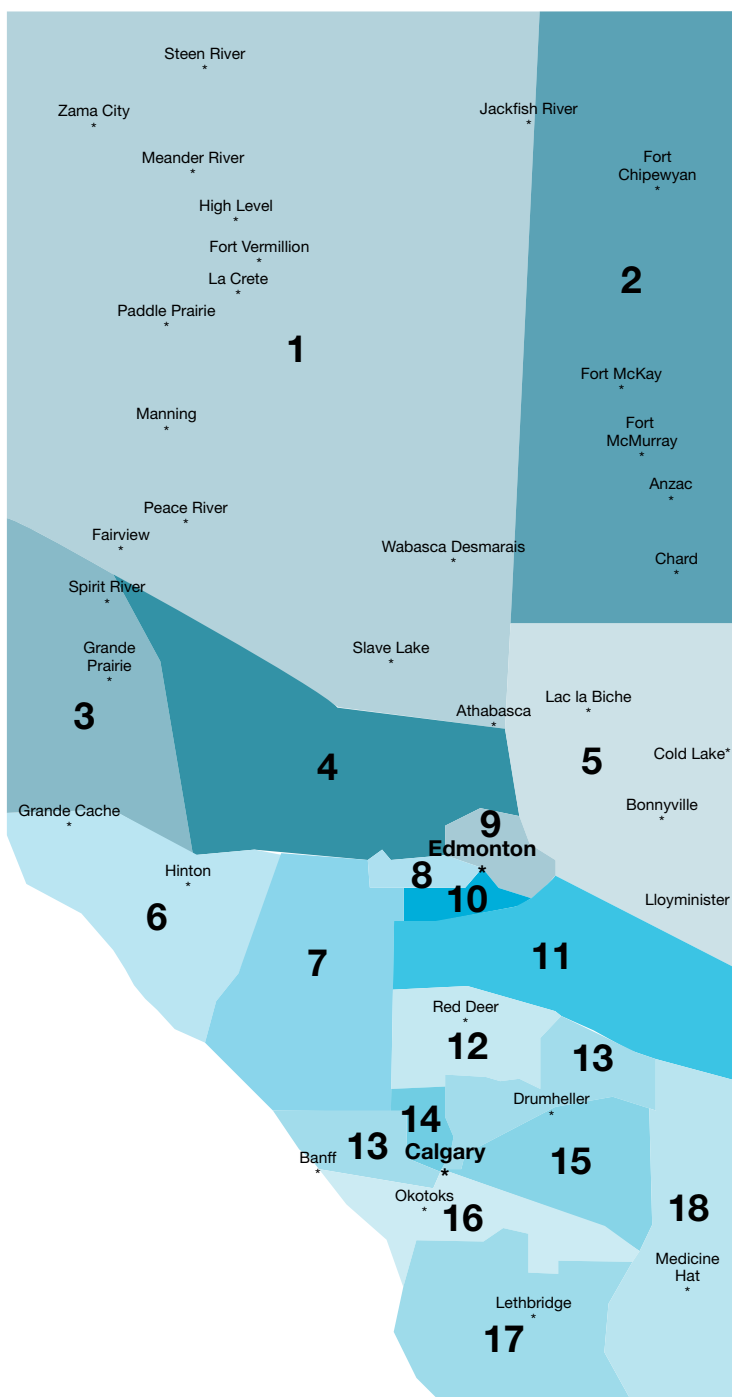 Steen River
*
Zama City
*
Jackfish River
*
Meander River
*
Fort
Chipewyan
*
High Level
*
Fort Vermillion
*
La Crete
*
2
Paddle Prairie
*
1
Fort McKay
*
Manning
*
Fort
McMurray
*
Anzac
*
Peace River
*
Fairview
*
Wabasca Desmarais
*
Chard
*
Spirit River
*
Grande
Prairie
*
Slave Lake
*
Lac la Biche
*
3
Athabasca
*
4
5
Cold Lake*
Grande Cache
*
Bonnyville
*
9
Edmonton
*
Hinton
*
8
10
Lloyminister
6
7
11
Red Deer
*
12
13
Drumheller
*
14
13
Calgary
*
Banff
*
15
Okotoks
*
16
18
Medicine
Hat
*
Lethbridge
*
17